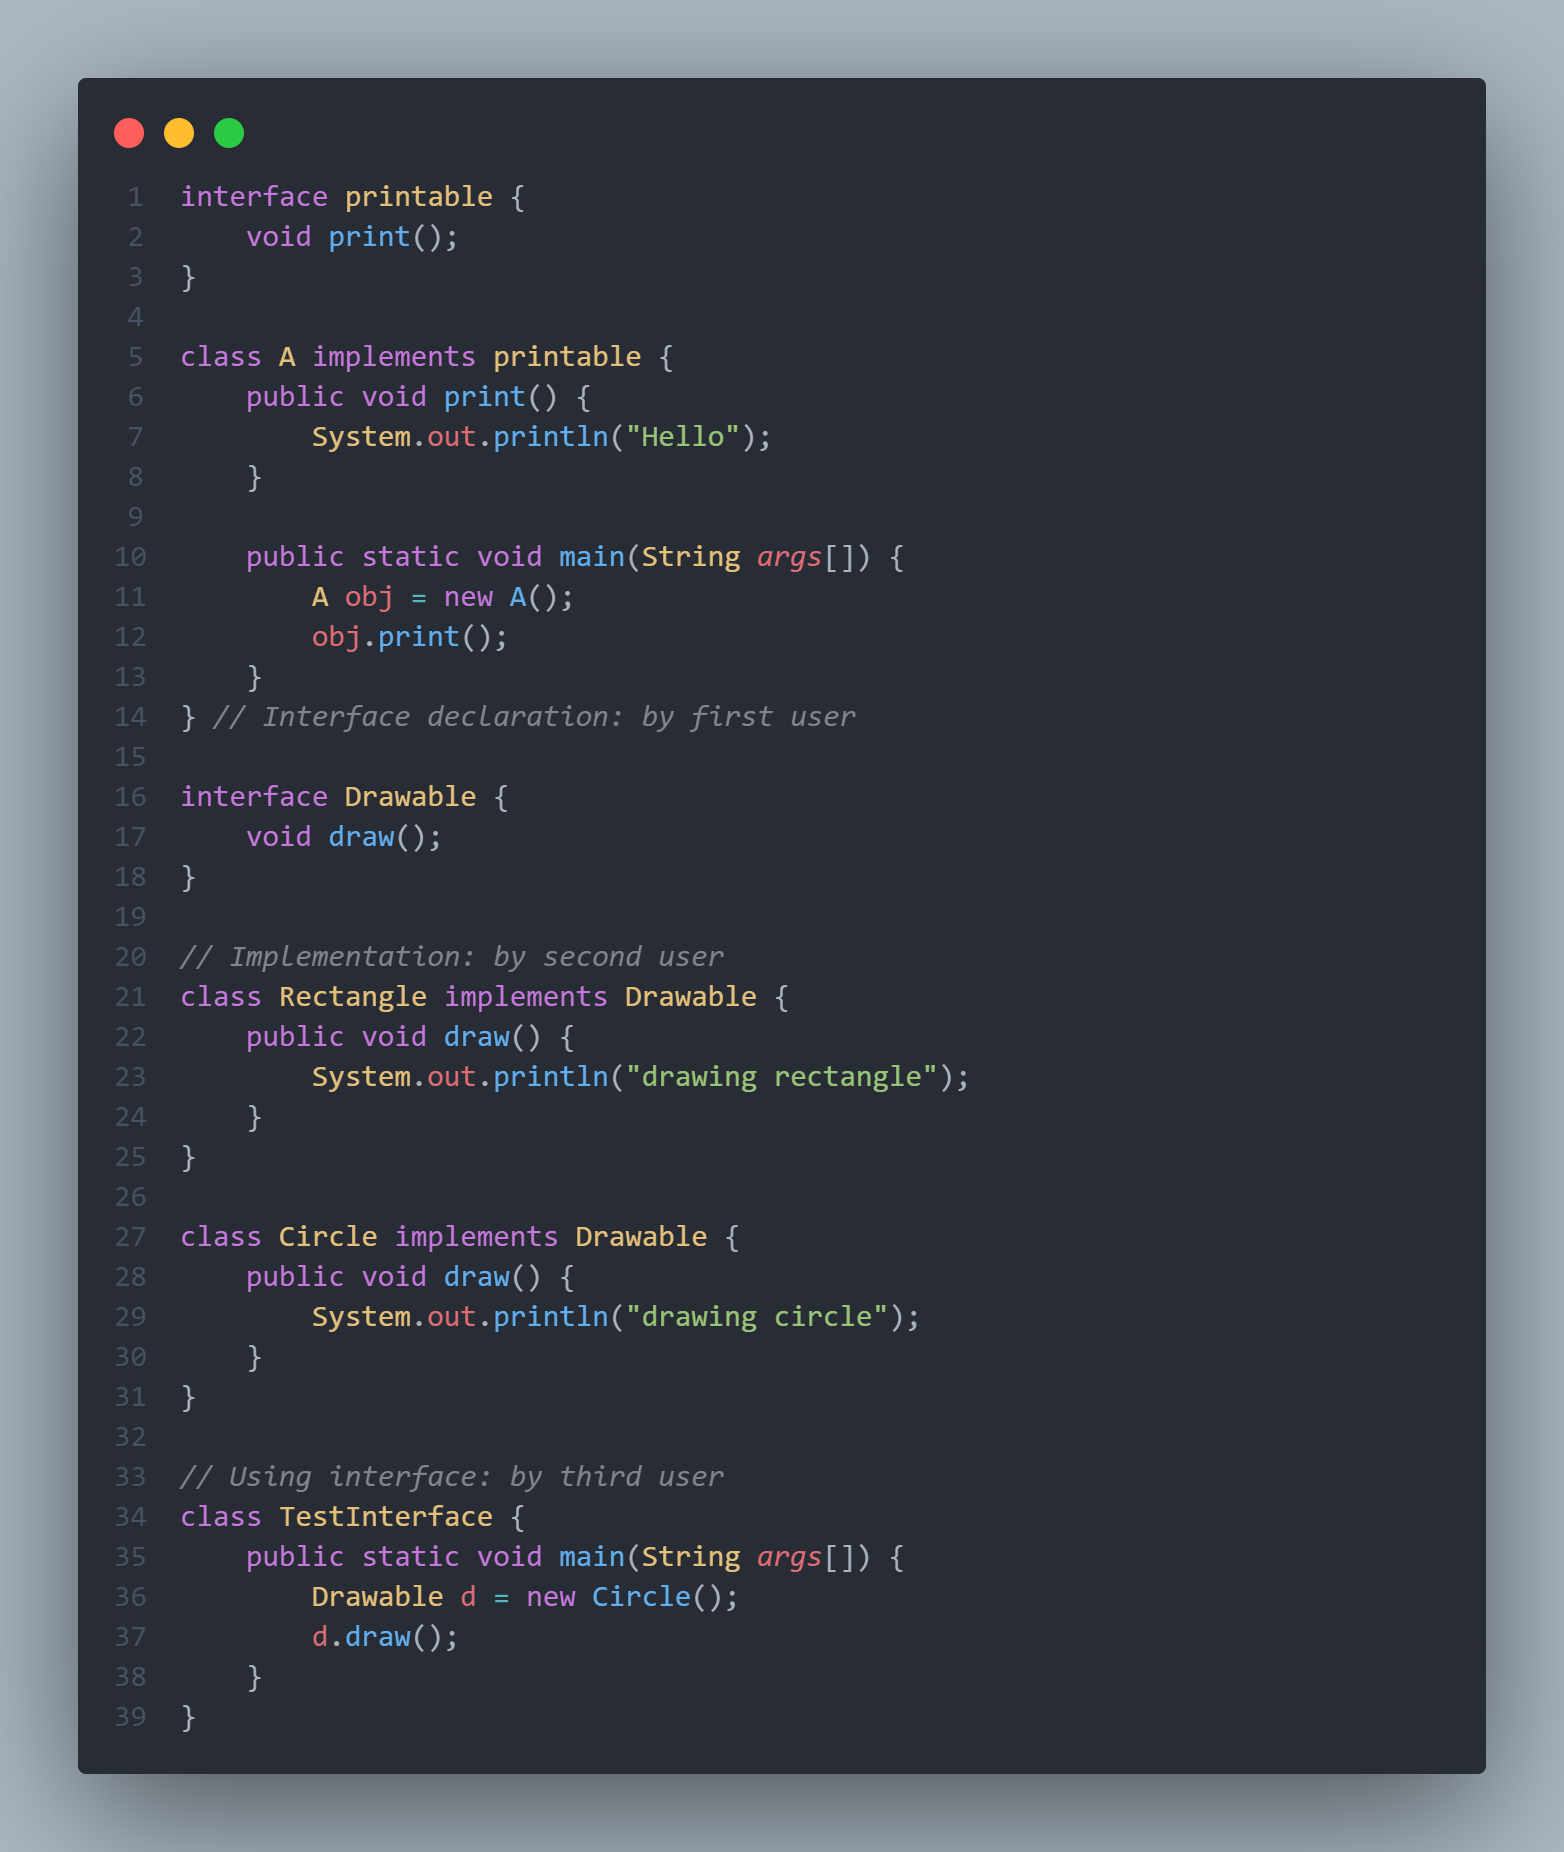 1 interface printable {
2     void print();
3 }
4
5 class A implements printable {
6     public void print() {
7         System.out.println("Hello");
8     }
9
10     public static void main(String args[]) {
11         A obj = new A();
12         obj.print();
13     }
14 } // Interface declaration: by first user
15
16 interface Drawable {
17     void draw();
18 }
19
20 // Implementation: by second user
21 class Rectangle implements Drawable {
22     public void draw() {
23         System.out.println("drawing rectangle");
24     }
25 }
26
27 class Circle implements Drawable {
28     public void draw() {
29         System.out.println("drawing circle");
30     }
31 }
32
33 // Using interface: by third user
34 class TestInterface {
35     public static void main(String args[]) {
36         Drawable d = new Circle();
37         d.draw();
38     }
39 }